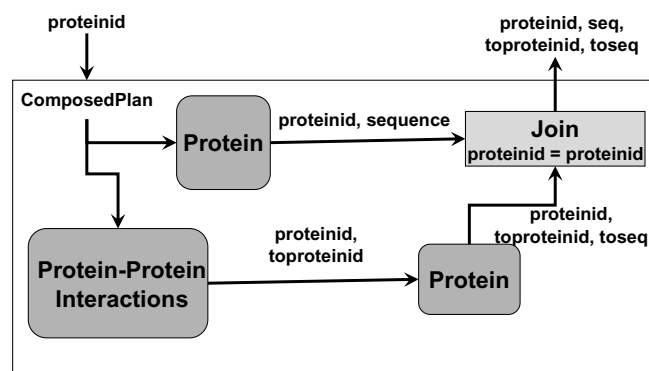 proteinid
proteinid, seq,
toproteinid, toseq
ComposedPlan
Protein
proteinid, sequence
Join
proteinid = proteinid
proteinid,
toproteinid, toseq
proteinid,
toproteinid
Protein-Protein
Interactions
Protein